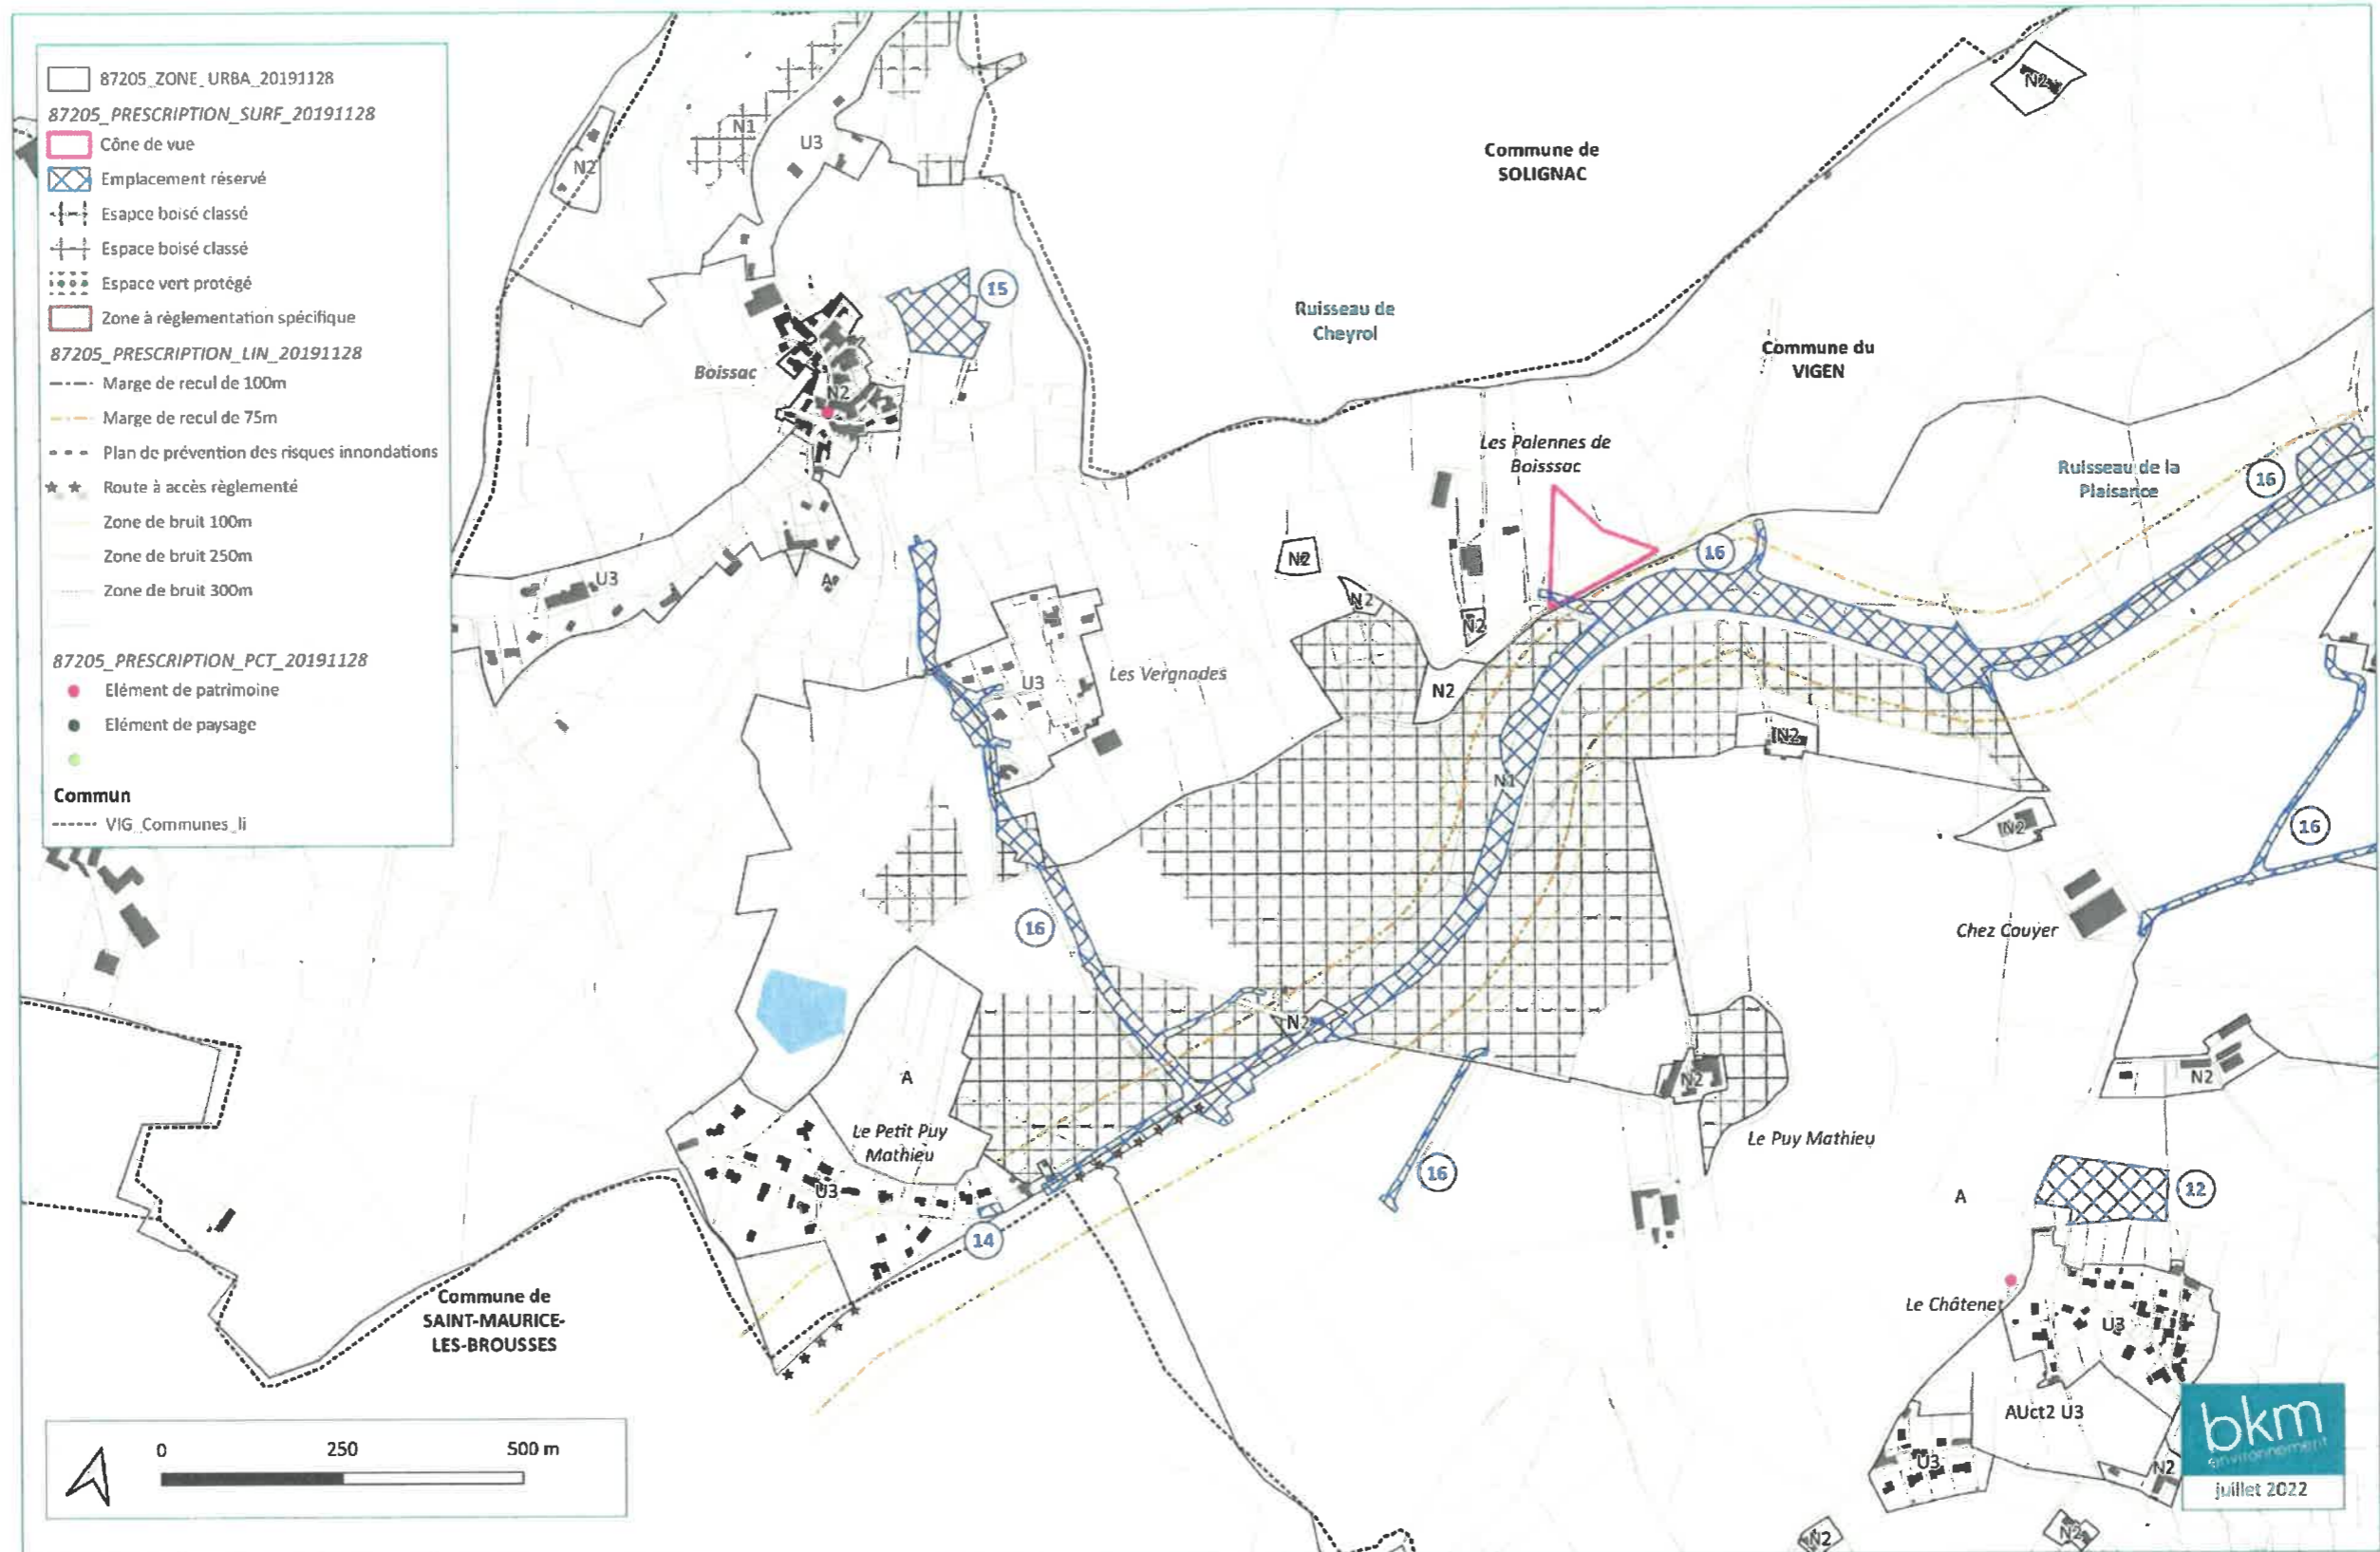 87205_ZONE_URBA_20191128
87205_PRESCRIPTION_SURF_20191128
Cône de vue
Emplacement réservé
Esapce boisé classé
Espace boisé classé
Espace vert protégé
Zone à règlementation spécifique
87205_PRESCRIPTION_LIN_20191128
Marge de recul de 100m
Marge de recul de 75m
Plan de prévention des risques innondations
Route à accès règlementé
Zone de bruit 100m
Zone de bruit 250m
Zone de bruit 300m
87205_PRESCRIPTION_PCT_20191128
Elément de patrimoine
Elément de paysage
Commun
VIG_Communes_li
N2
N1
U3
N2
Commune de
SOLIGNAC
15
Ruisseau de
Cheyrol
Commune du
VIGEN
Boissac
N2
Les Palennes de
Boisssac
Ruisseau de la
Plaisance
16
16
N2
U3
A
N2
N2
U3
Les Vergnades
N2
N2
N1
N2
16
Chez Couyer
16
N2
A
N2
N2
Le Petit Puy
Mathieu
Le Puy Mathieu
16
U3
A
12
14
Le Châtenet
U3
Commune de
SAINT-MAURICE-
LES-BROUSSES
AUct2 U3
U3
N2
N2
N2
0 250 500 m
bkm
environnement
juillet 2022